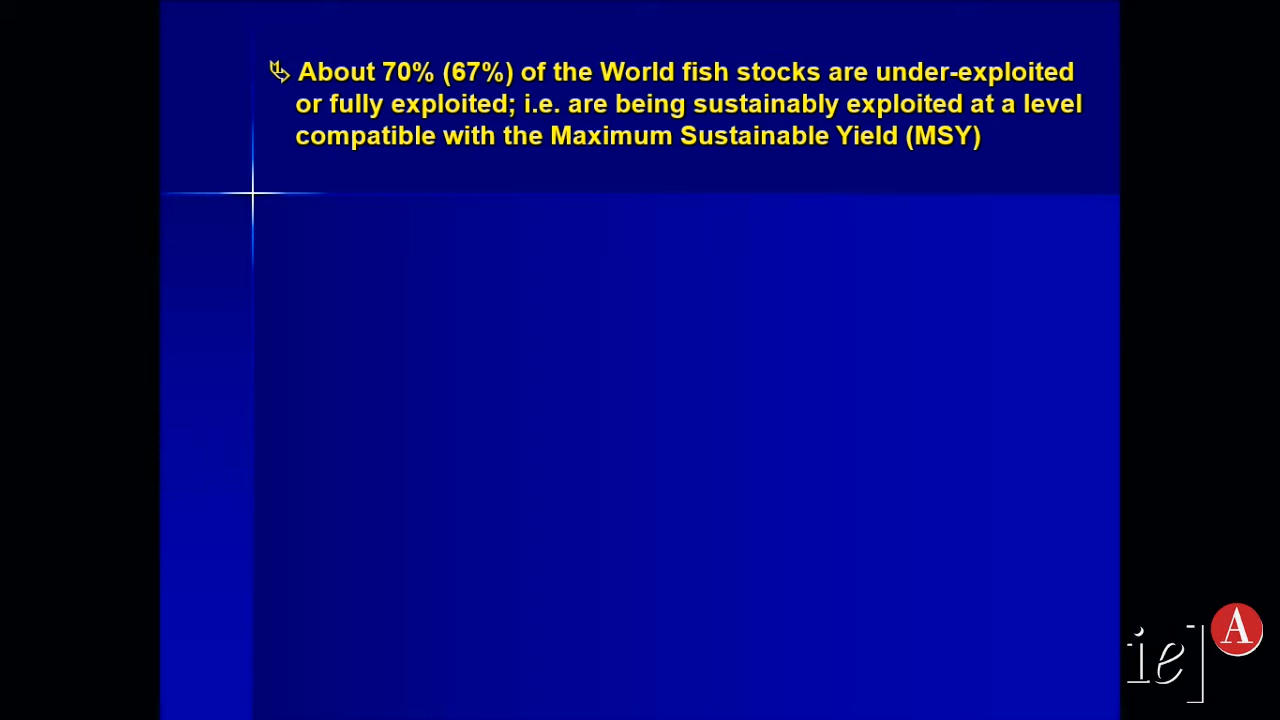 About 70% (67%) of the World fish stocks are under-exploited
or fully exploited; i.e. are being sustainably exploited at a level
compatible with the Maximum Sustainable Yield (MSY)
A
ie]